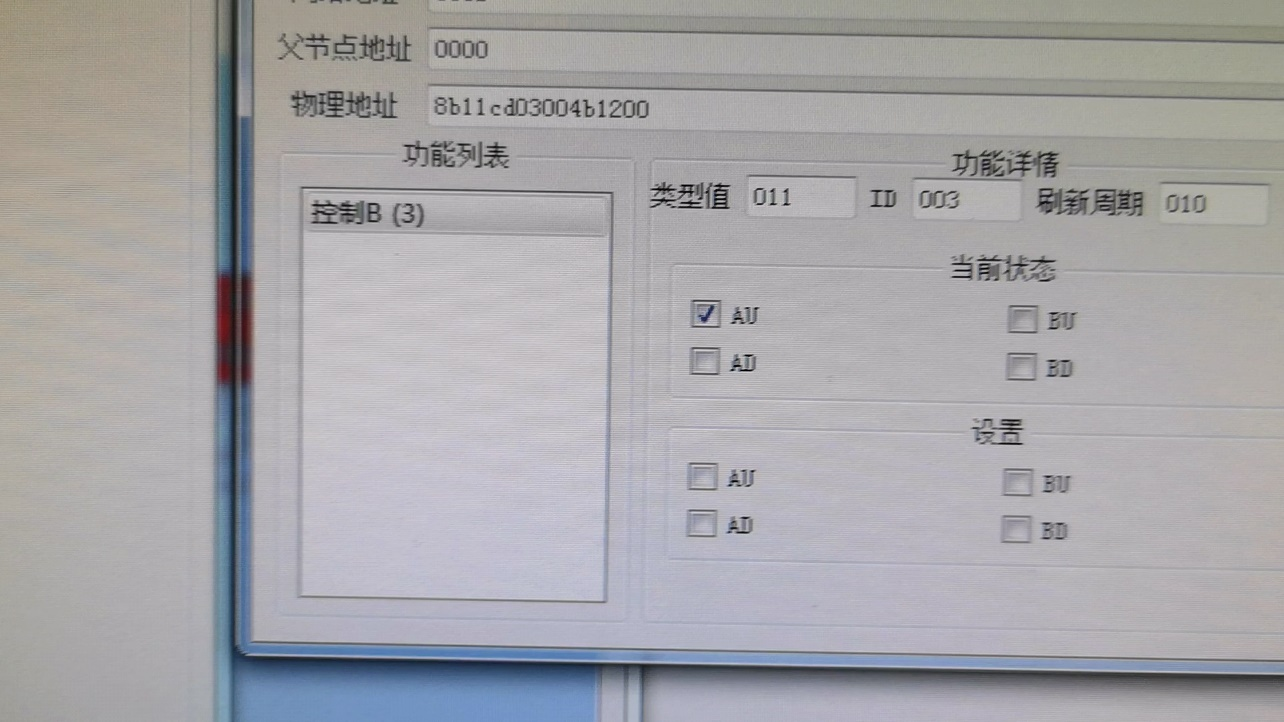 父节点地址 0000
物理地址 8b11cd03004b1200
功能列表
控制B (3)
功能详情
类型值 011 ID 003 刷新周期 010
当前状态
AU BU
AD BD
设置
AU BU
AD BD